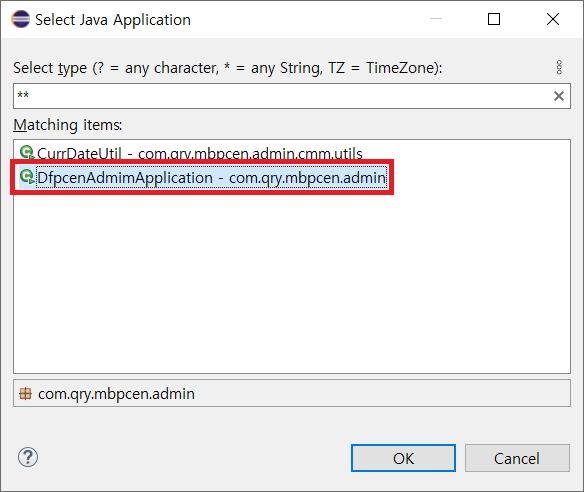 Select Java Application
Select type (? = any character, * = any String, TZ = TimeZone):
**
Matching items:
CurrDateUtil - com.qry.mbpcen.admin.cmm.utils
DfpcenAdmimApplication - com.qry.mbpcen.admin
com.qry.mbpcen.admin
?
OK
Cancel